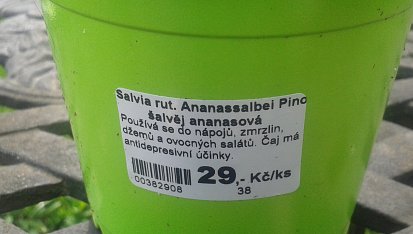 Salvia rut. Ananassalbei Pino
šalvěj ananasová
Používá se do nápojů, zmrzlin,
džemů a ovocných salátů. Čaj má
antidepresivní účinky.
29,- Kč/ks
00382908
38